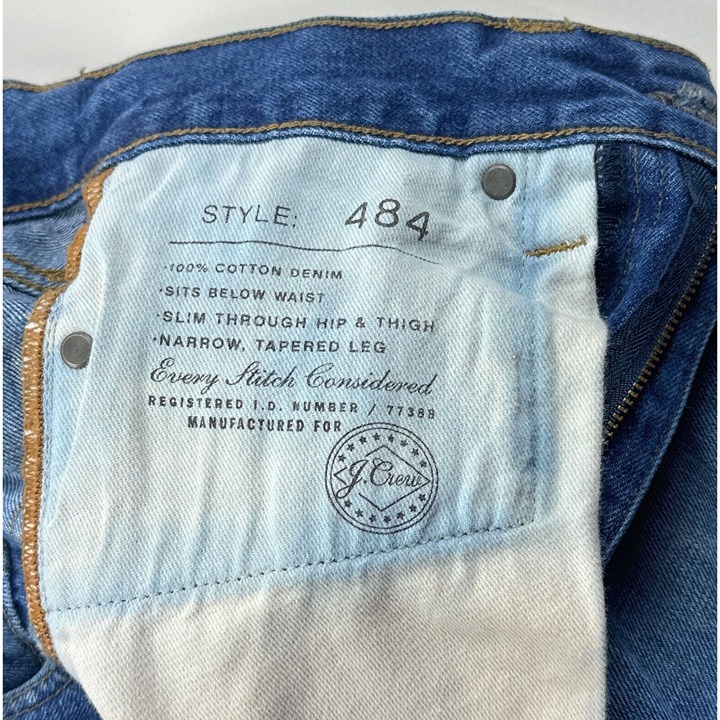 STYLE: 484
·100% COTTON DENIM
·SITS BELOW WAIST
·SLIM THROUGH HIP & THIGH
·NARROW, TAPERED LEG
Every Stitch Considered
REGISTERED I.D. NUMBER / 77388
MANUFACTURED FOR
J.Crew